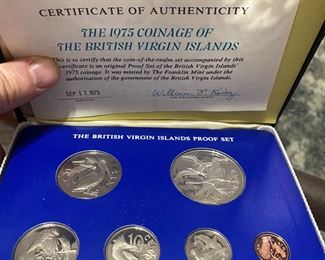 CERTIFICATE OF AUTHENTICITY
THE 1975 COINAGE OF
THE BRITISH VIRGIN ISLANDS
This is to certify that the coin-of-the-realm set accompanied by
this certificate is an original Proof Set of the British Virgin Islands'
1975 coinage. It was minted by The Franklin Mint under the
authorisation of the government of the British Virgin Islands.
SEP 17 1975
THE BRITISH VIRGIN ISLANDS PROOF SET
10